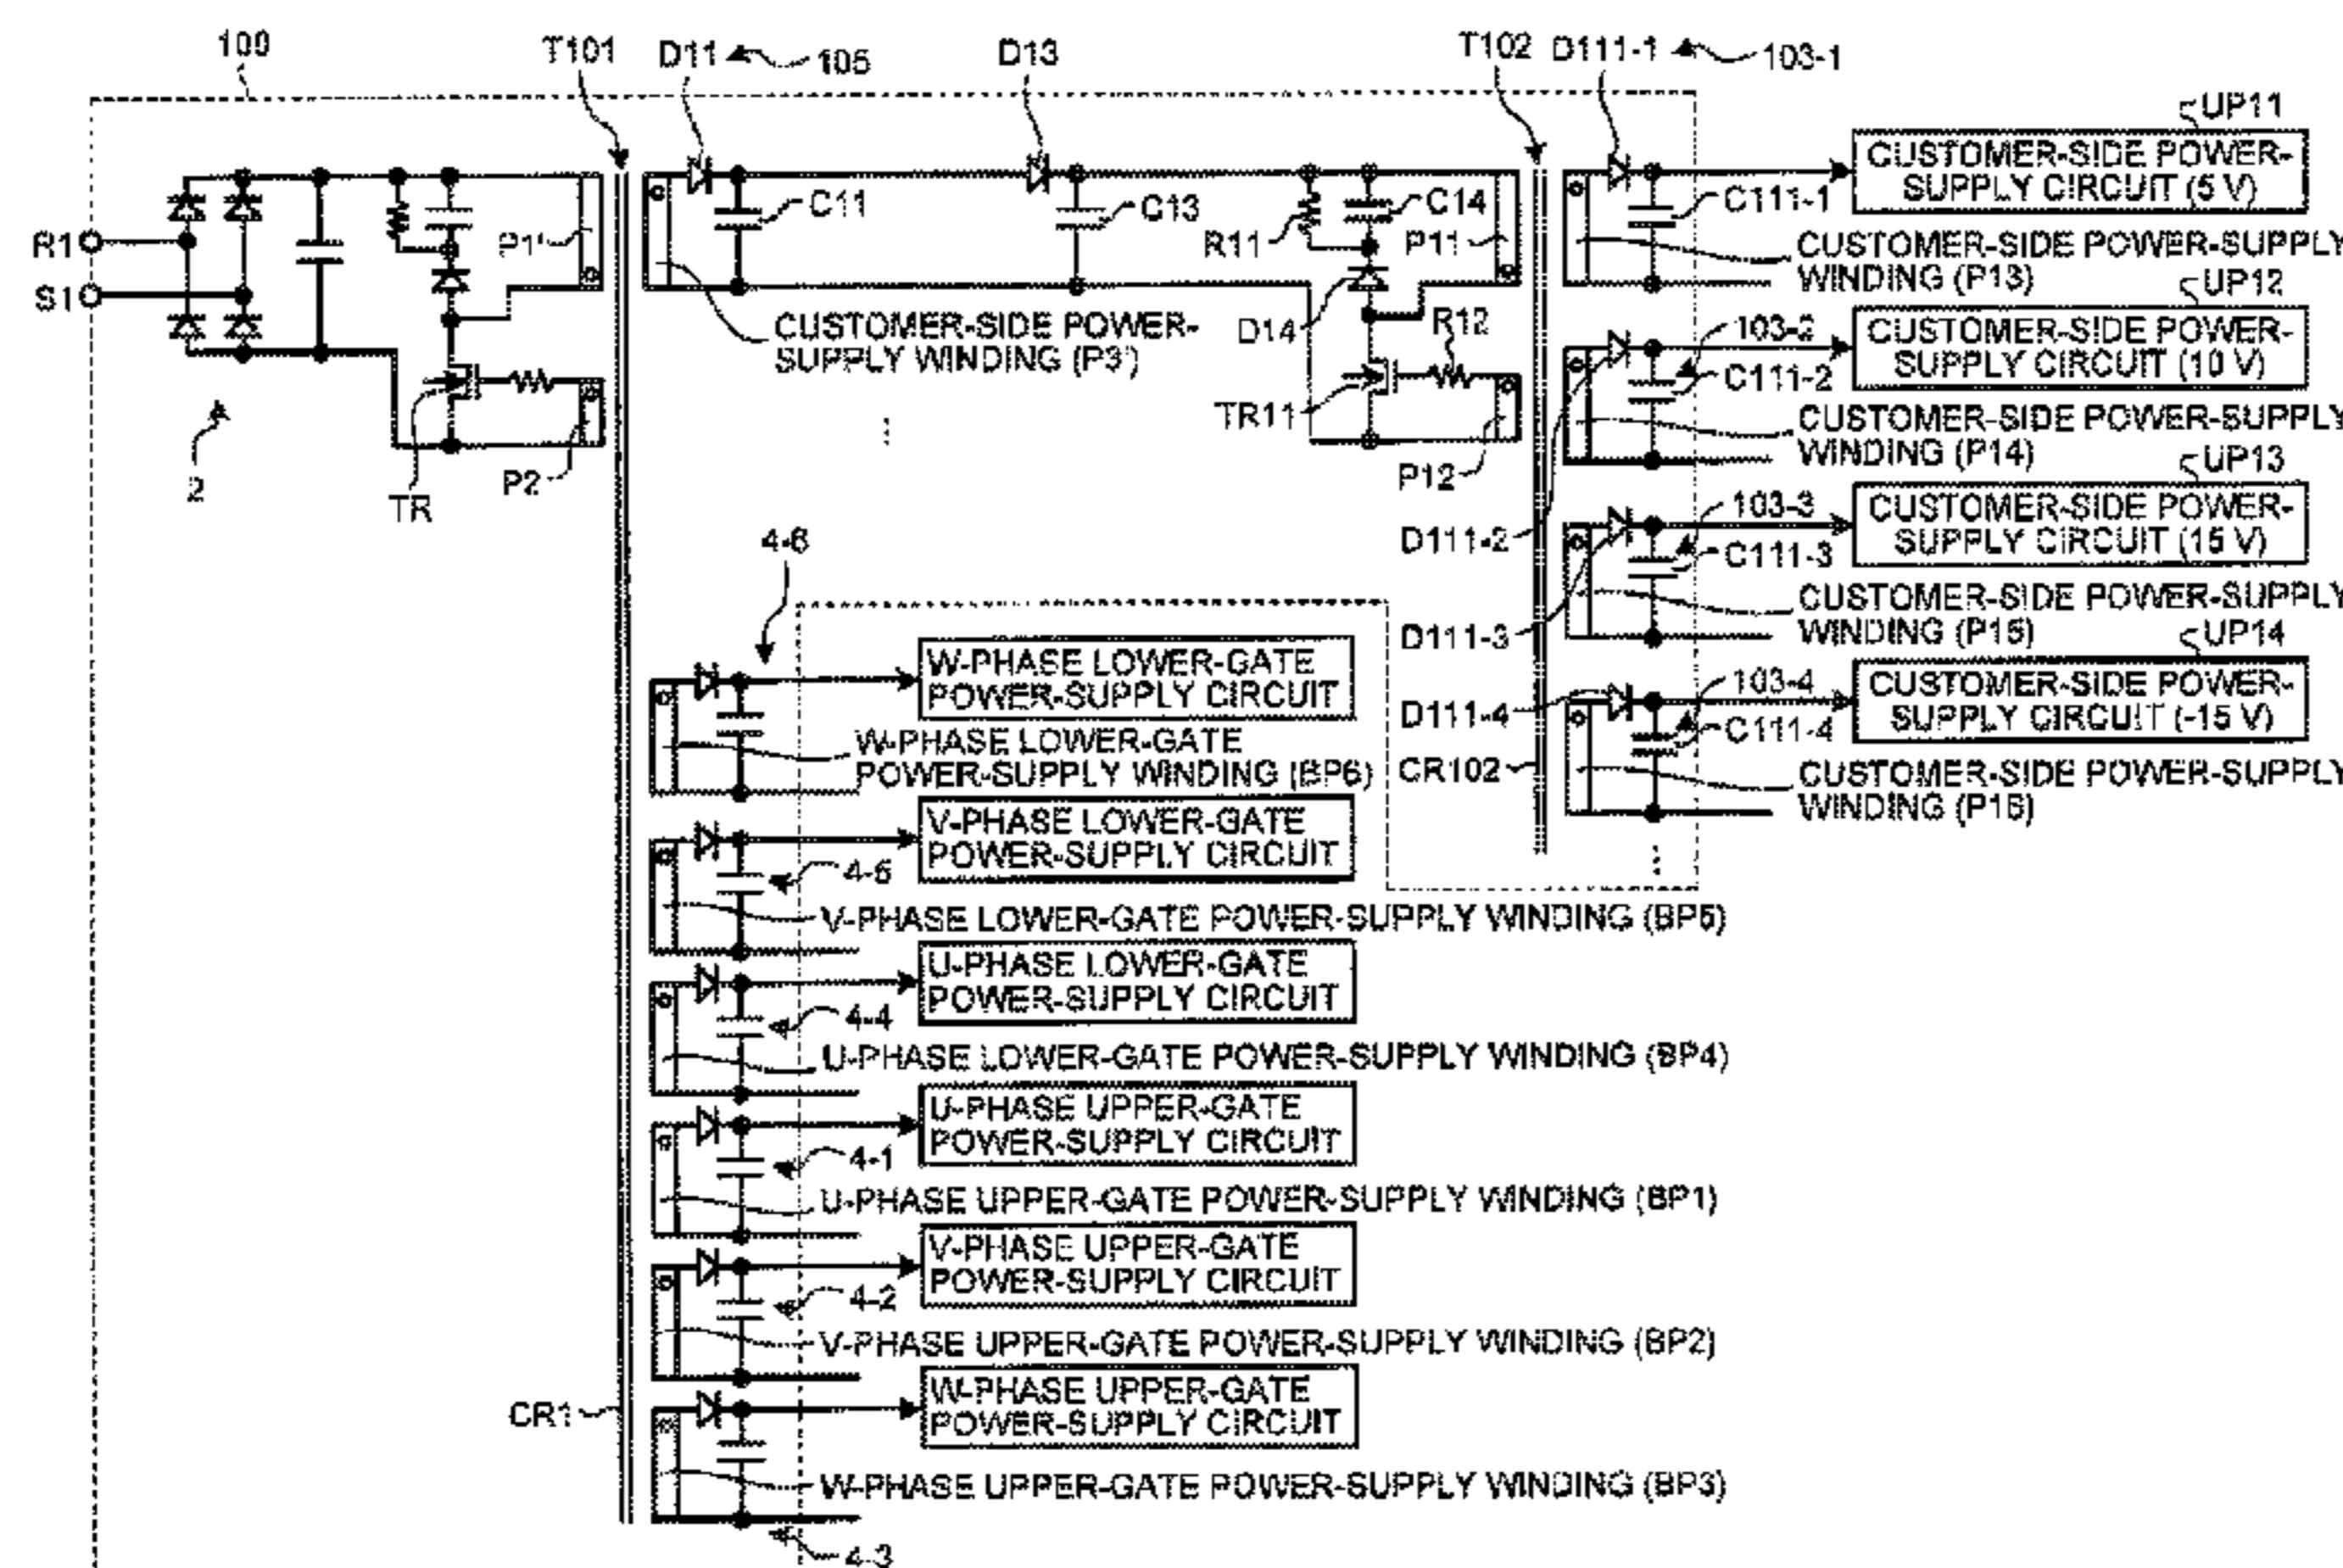 100
T101
D11
105
D13
T102
D111-1
103-1
UP11
CUSTOMER-SIDE POWER-
SUPPLY CIRCUIT (5 V)
R1
S1
P1'
C11
C13
R11
C14
P11
C111-1
CUSTOMER-SIDE POWER-SUPPLY
WINDING (P13)
UP12
CUSTOMER-SIDE POWER-
SUPPLY WINDING (P3')
D14
R12
103-2
C111-2
CUSTOMER-SIDE POWER-
SUPPLY CIRCUIT (10 V)
TR11
CUSTOMER-SIDE POWER-SUPPLY
WINDING (P14)
UP13
2
TR
P2
P12
103-3
C111-3
CUSTOMER-SIDE POWER-
SUPPLY CIRCUIT (15 V)
D111-2
4-6
D111-3
CUSTOMER-SIDE POWER-SUPPLY
WINDING (P15)
UP14
W-PHASE LOWER-GATE
POWER-SUPPLY CIRCUIT
D111-4
103-4
C111-4
CUSTOMER-SIDE POWER-
SUPPLY CIRCUIT (-15 V)
W-PHASE LOWER-GATE
POWER-SUPPLY WINDING (BP6)
CR102
CUSTOMER-SIDE POWER-SUPPLY
WINDING (P16)
V-PHASE LOWER-GATE
POWER-SUPPLY CIRCUIT
4-5
V-PHASE LOWER-GATE POWER-SUPPLY WINDING (BP5)
U-PHASE LOWER-GATE
POWER-SUPPLY CIRCUIT
4-4
U-PHASE LOWER-GATE POWER-SUPPLY WINDING (BP4)
U-PHASE UPPER-GATE
POWER-SUPPLY CIRCUIT
4-1
U-PHASE UPPER-GATE POWER-SUPPLY WINDING (BP1)
V-PHASE UPPER-GATE
POWER-SUPPLY CIRCUIT
4-2
V-PHASE UPPER-GATE POWER-SUPPLY WINDING (BP2)
CR1
W-PHASE UPPER-GATE
POWER-SUPPLY CIRCUIT
W-PHASE UPPER-GATE POWER-SUPPLY WINDING (BP3)
4-3